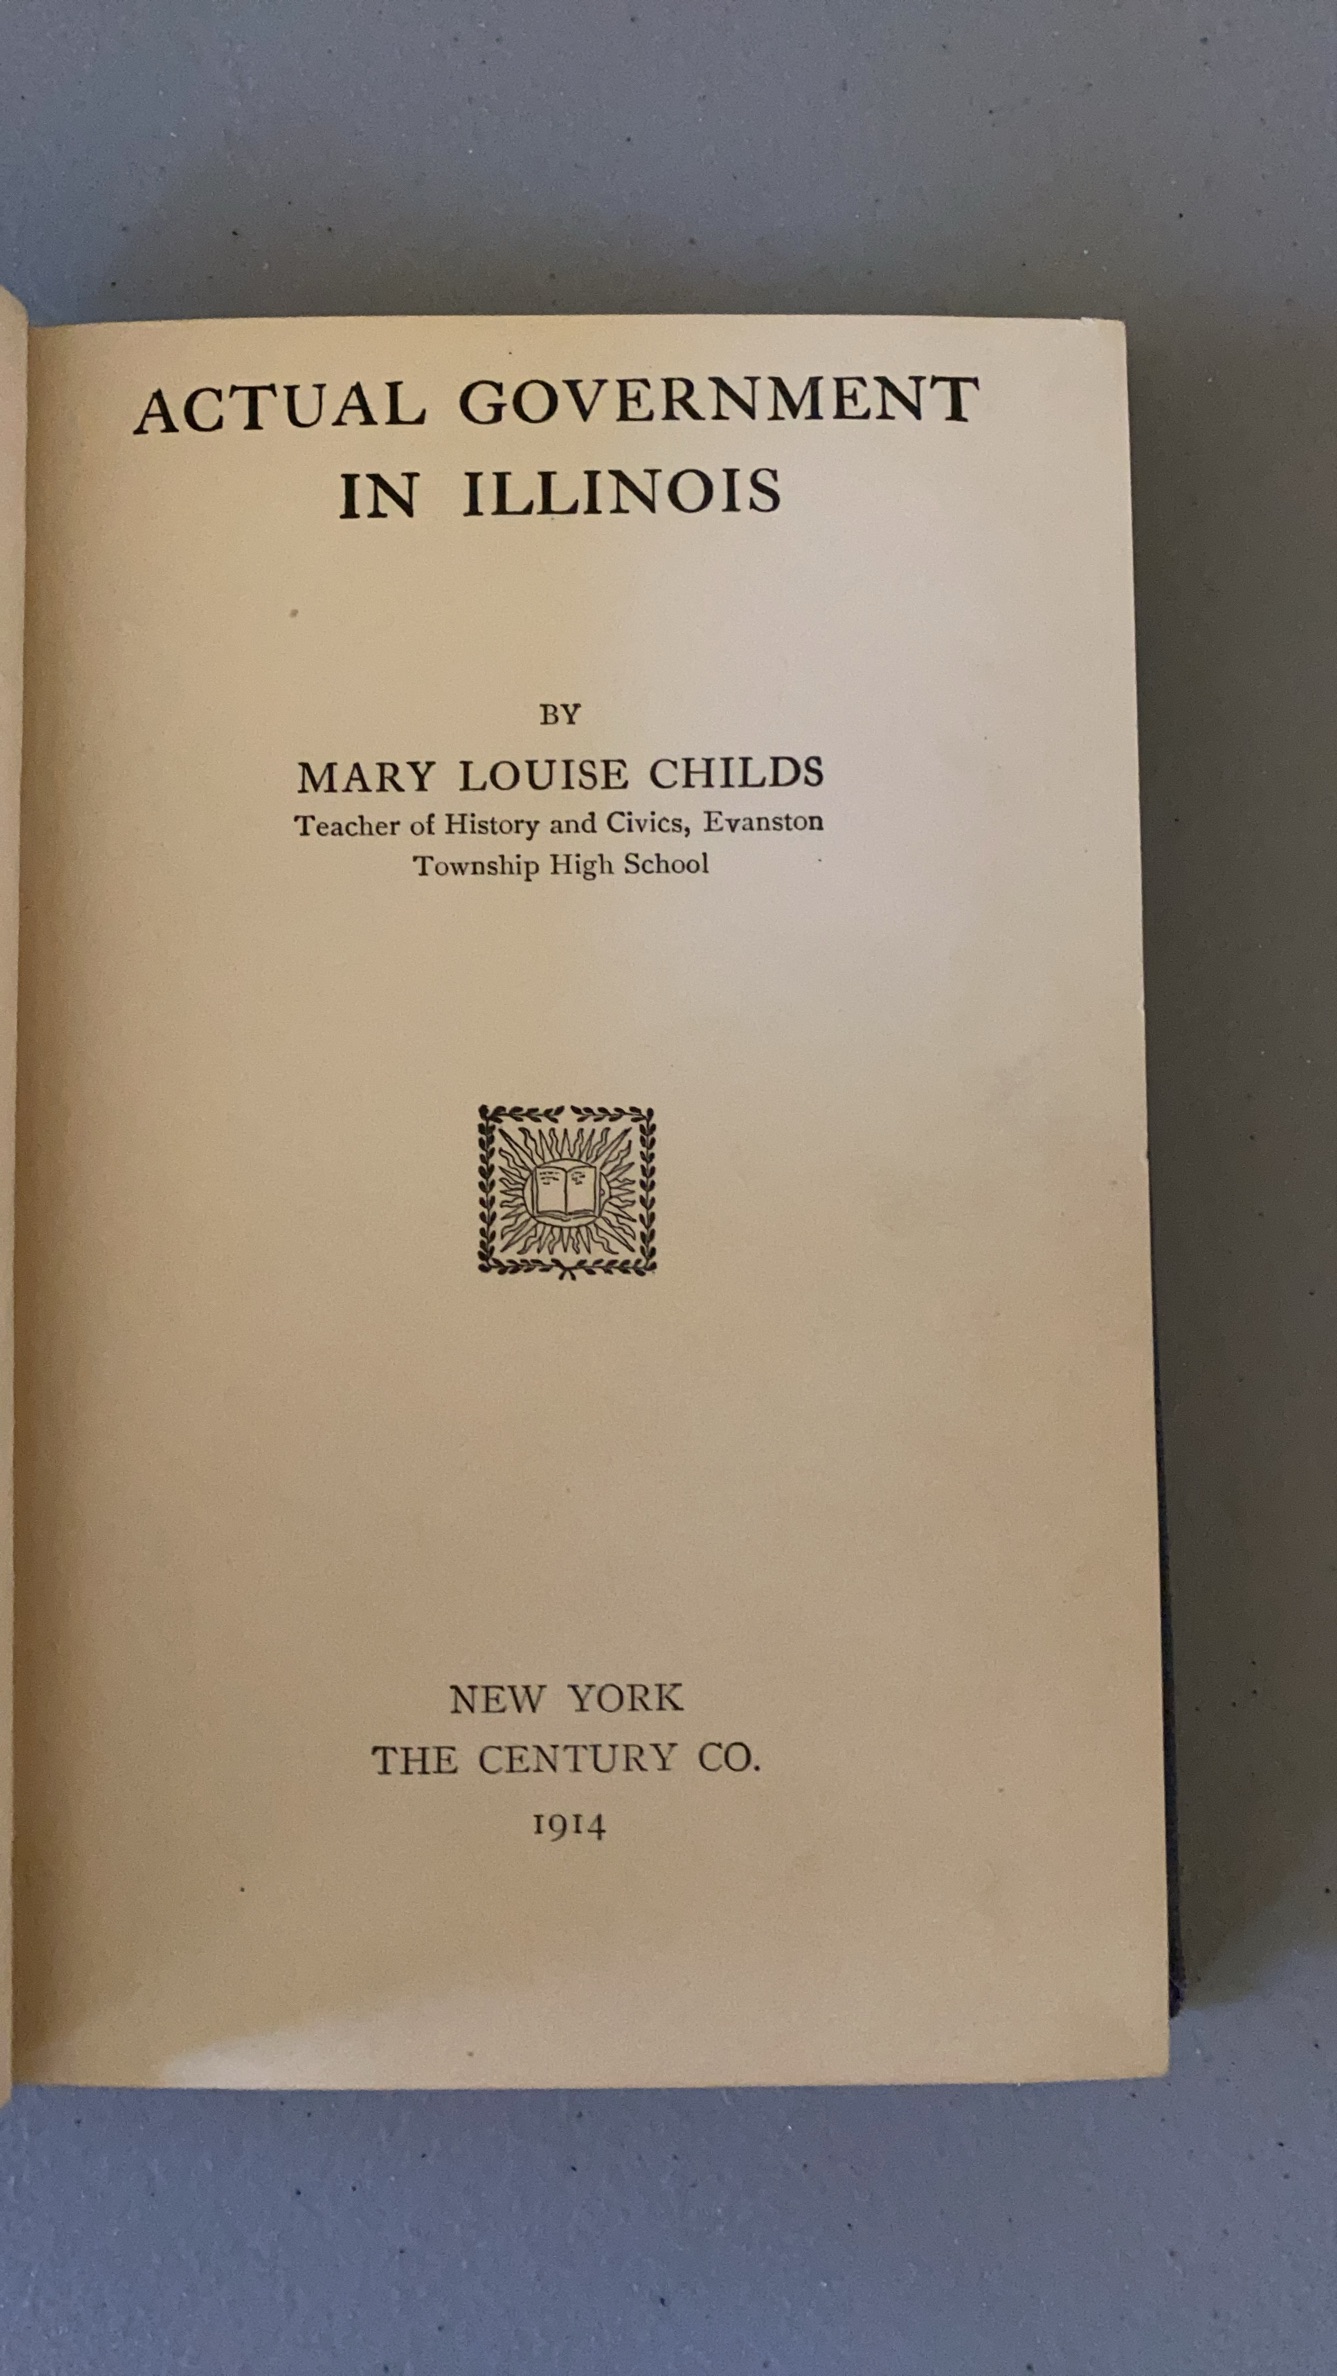 ACTUAL GOVERNMENT
IN ILLINOIS
BY
MARY LOUISE CHILDS
Teacher of History and Civics, Evanston
Township High School
NEW YORK
THE CENTURY CO.
1914